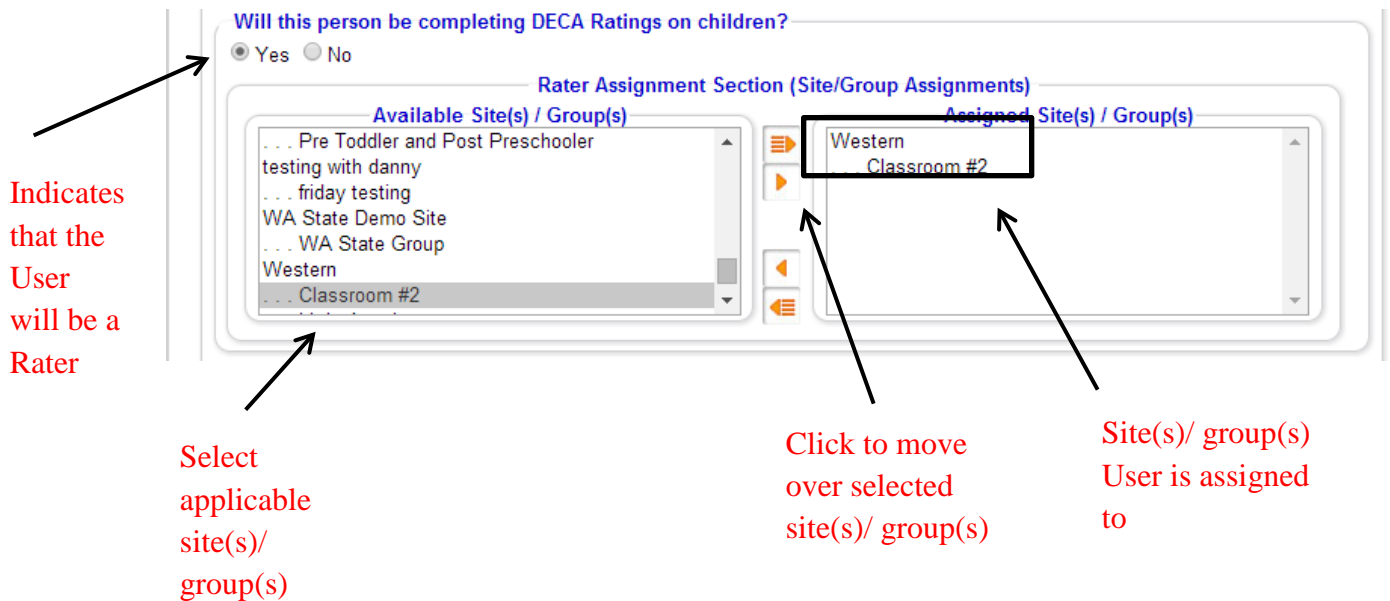 Will this person be completing DECA Ratings on children?
Yes No
Rater Assignment Section (Site/Group Assignments)
Available Site(s) / Group(s)
. . . Pre Toddler and Post Preschooler
testing with danny
. . . friday testing
WA State Demo Site
. . . WA State Group
Western
. . . Classroom #2
Assigned Site(s) / Group(s)
Western
. . . Classroom #2
Indicates
that the
User
will be a
Rater
Select
applicable
site(s)/
group(s)
Click to move
over selected
site(s)/ group(s)
Site(s)/ group(s)
User is assigned
to